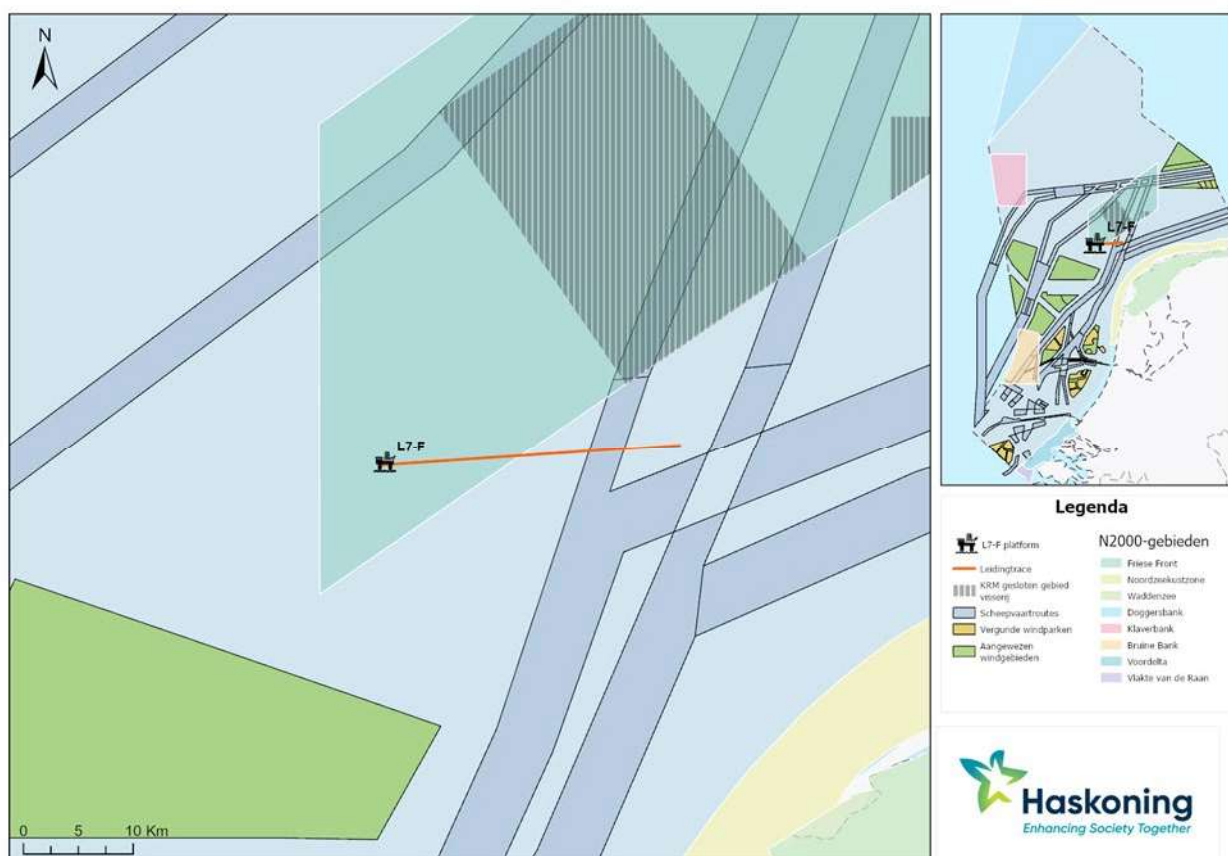 N
L7-F
0 5 10 Km
L7-F
Legenda
L7-F platform
Leidingtrace
KRM gesloten gebied
visserij
Scheepvaartroutes
Vergunde windparken
Aangewezen
windgebieden
N2000-gebieden
Friese Front
Noordzeekustzone
Waddenzee
Doggersbank
Klaverbank
Bruine Bank
Voordelta
Vlakte van de Raan
Haskoning
Enhancing Society Together